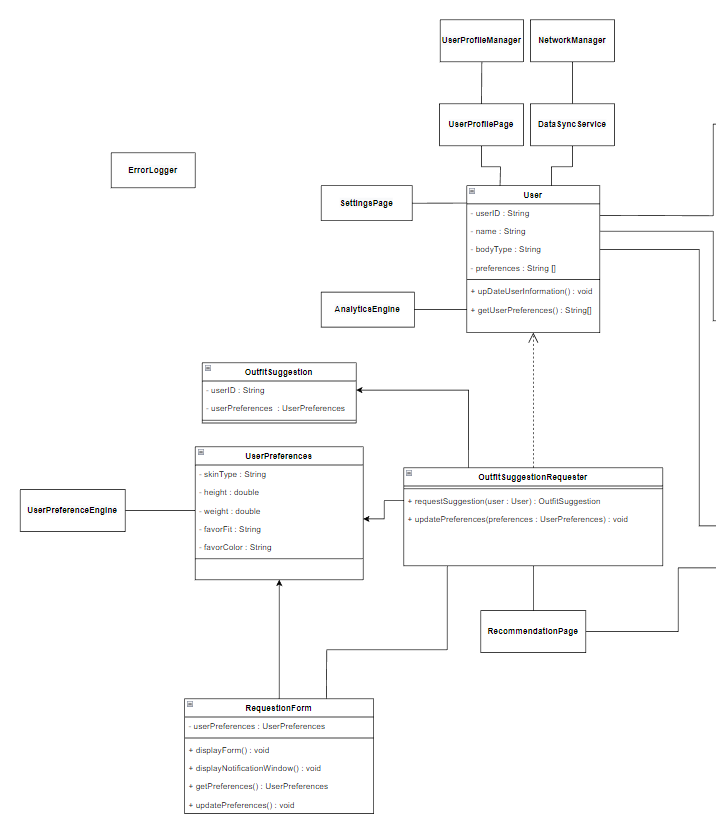 UserProfileManager
NetworkManager
UserProfilePage
DataSyncService
ErrorLogger
SettingsPage
User
- userID : String
- name : String
- bodyType : String
- preferences : String []
+ upDateUserInformation() : void
+ getUserPreferences() : String[]
AnalyticsEngine
OutfitSuggestion
- userID : String
- userPreferences : UserPreferences
UserPreferences
- skinType : String
- height : double
- weight : double
- favorFit : String
- favorColor : String
UserPreferenceEngine
OutfitSuggestionRequester
+ requestSuggestion(user : User) : OutfitSuggestion
+ updatePreferences(preferences : UserPreferences) : void
RecommendationPage
RequestionForm
- userPreferences : UserPreferences
+ displayForm() : void
+ displayNotificationWindow() : void
+ getPreferences() : UserPreferences
+ updatePreferences() : void